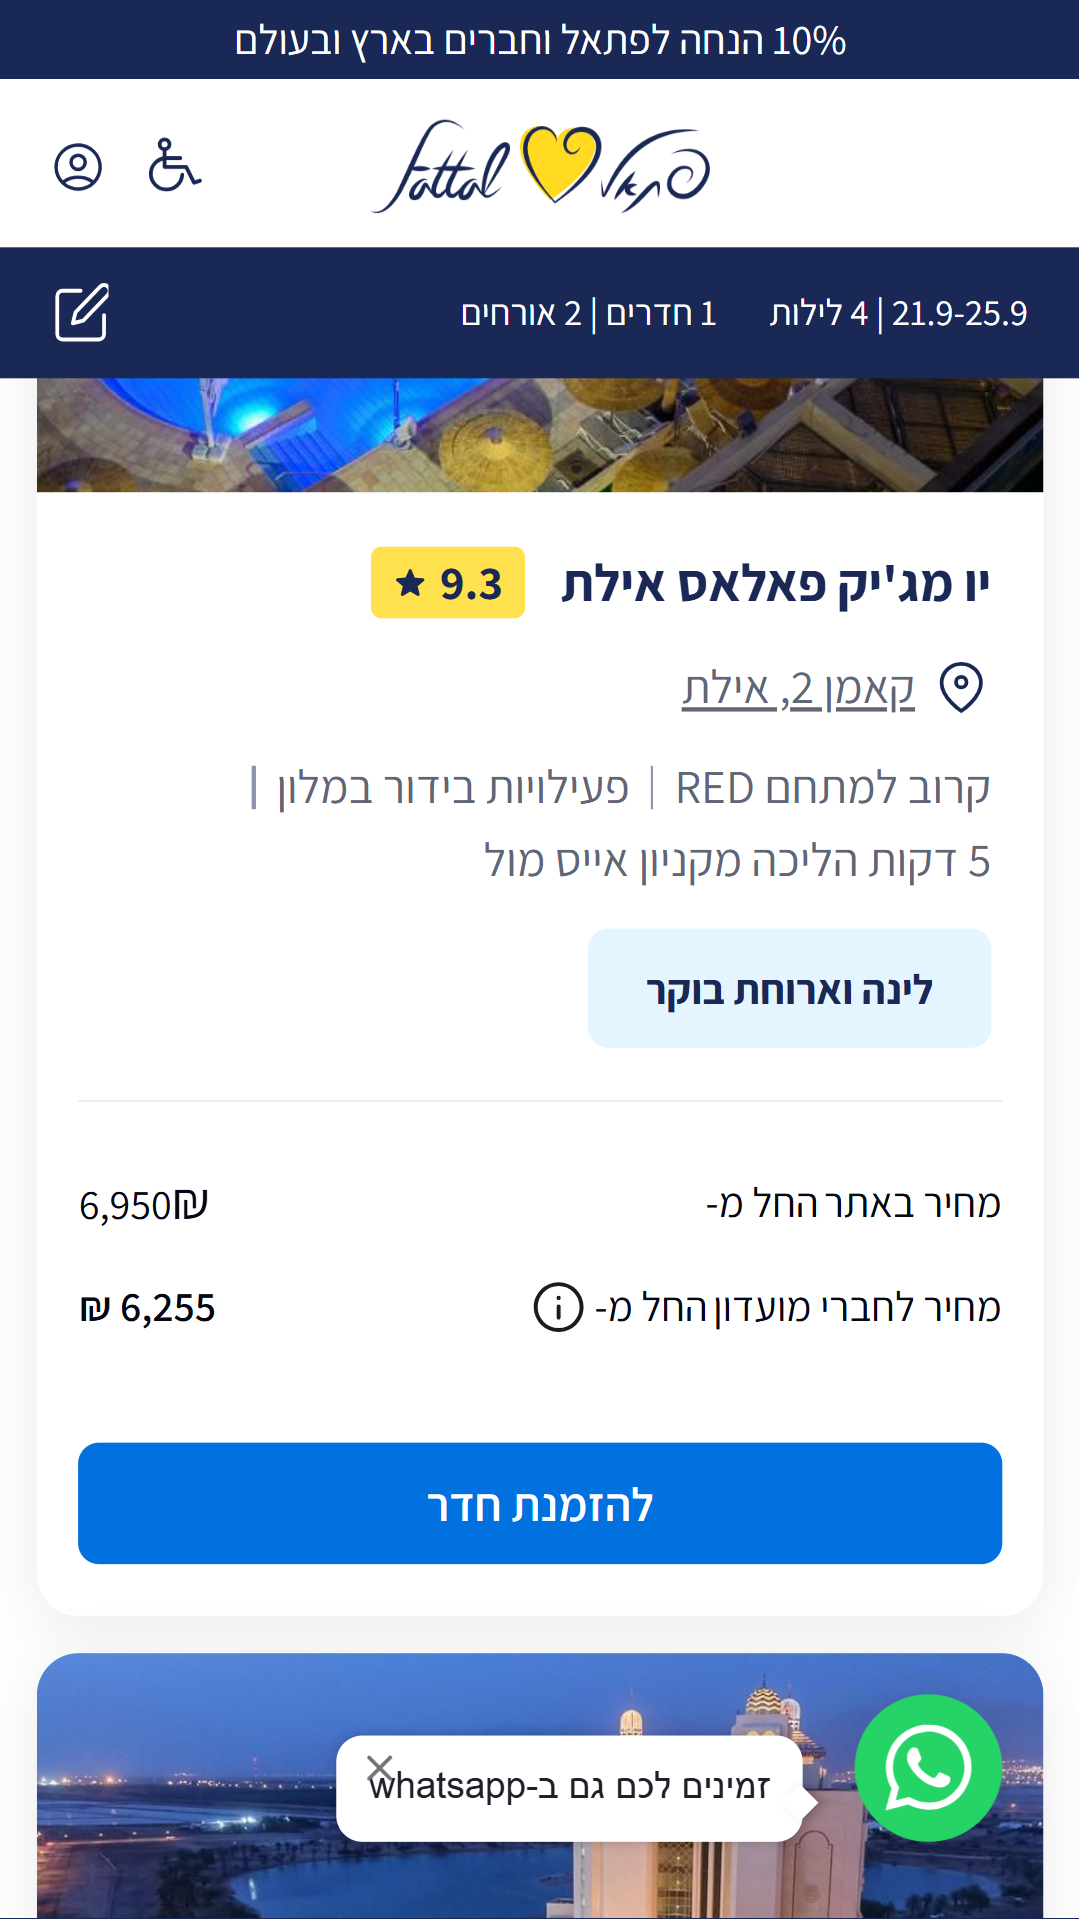 10% הנחה לפתאל וחברים בארץ ובעולם
פתאל Fattal
21.9-25.9 | 4 לילות 1 חדרים | 2 אורחים
יו מג'יק פאלאס אילת 9.3
קאמן 2, אילת
קרוב למתחם RED | פעילויות בידור במלון |
5 דקות הליכה מקניון אייס מול
לינה וארוחת בוקר
מחיר באתר החל מ- ₪6,950
מחיר לחברי מועדון החל מ- 6,255 ₪
להזמנת חדר
זמינים לכם גם ב-whatsapp